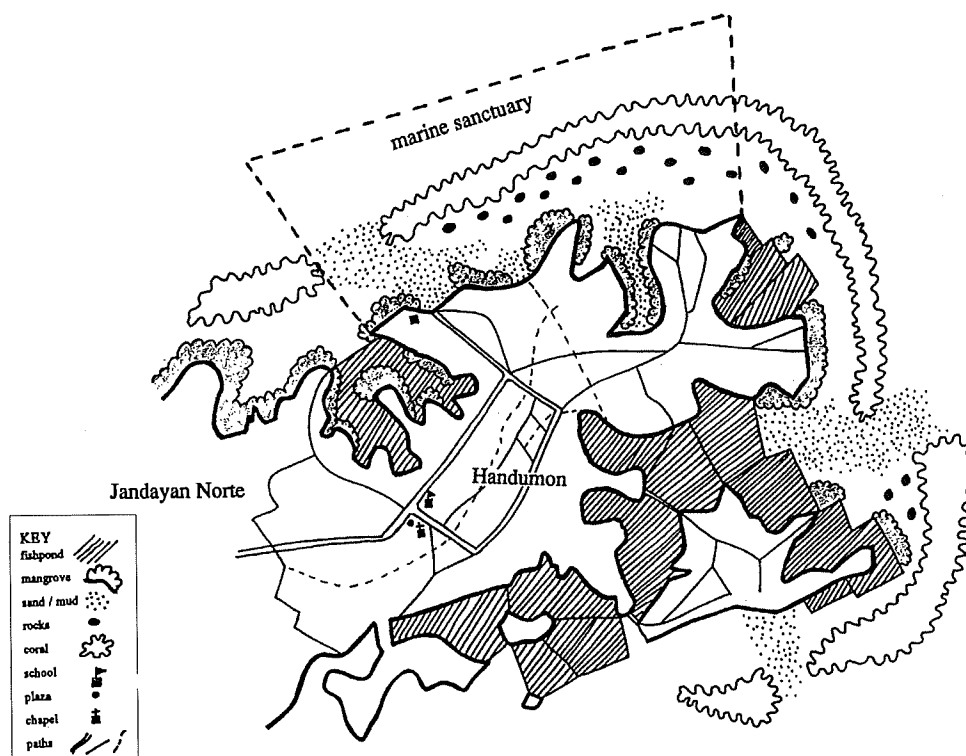 marine sanctuary
Handumon
Jandayan Norte
KEY
fishpond
mangrove
sand / mud
rocks
coral
school
plaza
chapel
paths